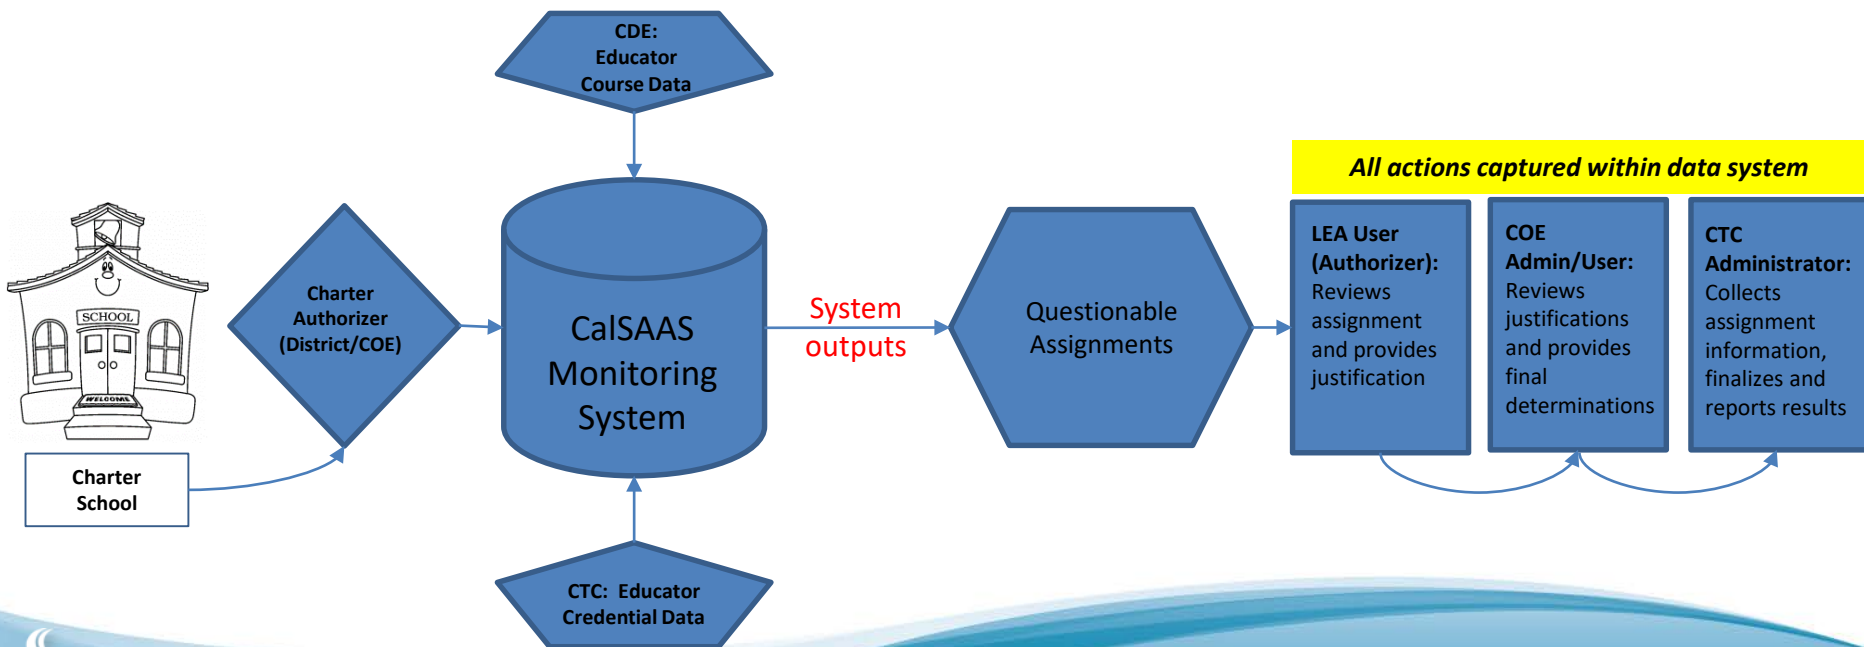 CDE:
Educator
Course Data
All actions captured within data system
SCHOOL
WELCOME
Charter
School
Charter
Authorizer
(District/COE)
CalSAAS
Monitoring
System
CTC:  Educator
Credential Data
System
outputs
Questionable
Assignments
LEA User
(Authorizer):
Reviews
assignment
and provides
justification
COE
Admin/User:
Reviews
justifications
and provides
final
determinations
CTC
Administrator:
Collects
assignment
information,
finalizes and
reports results